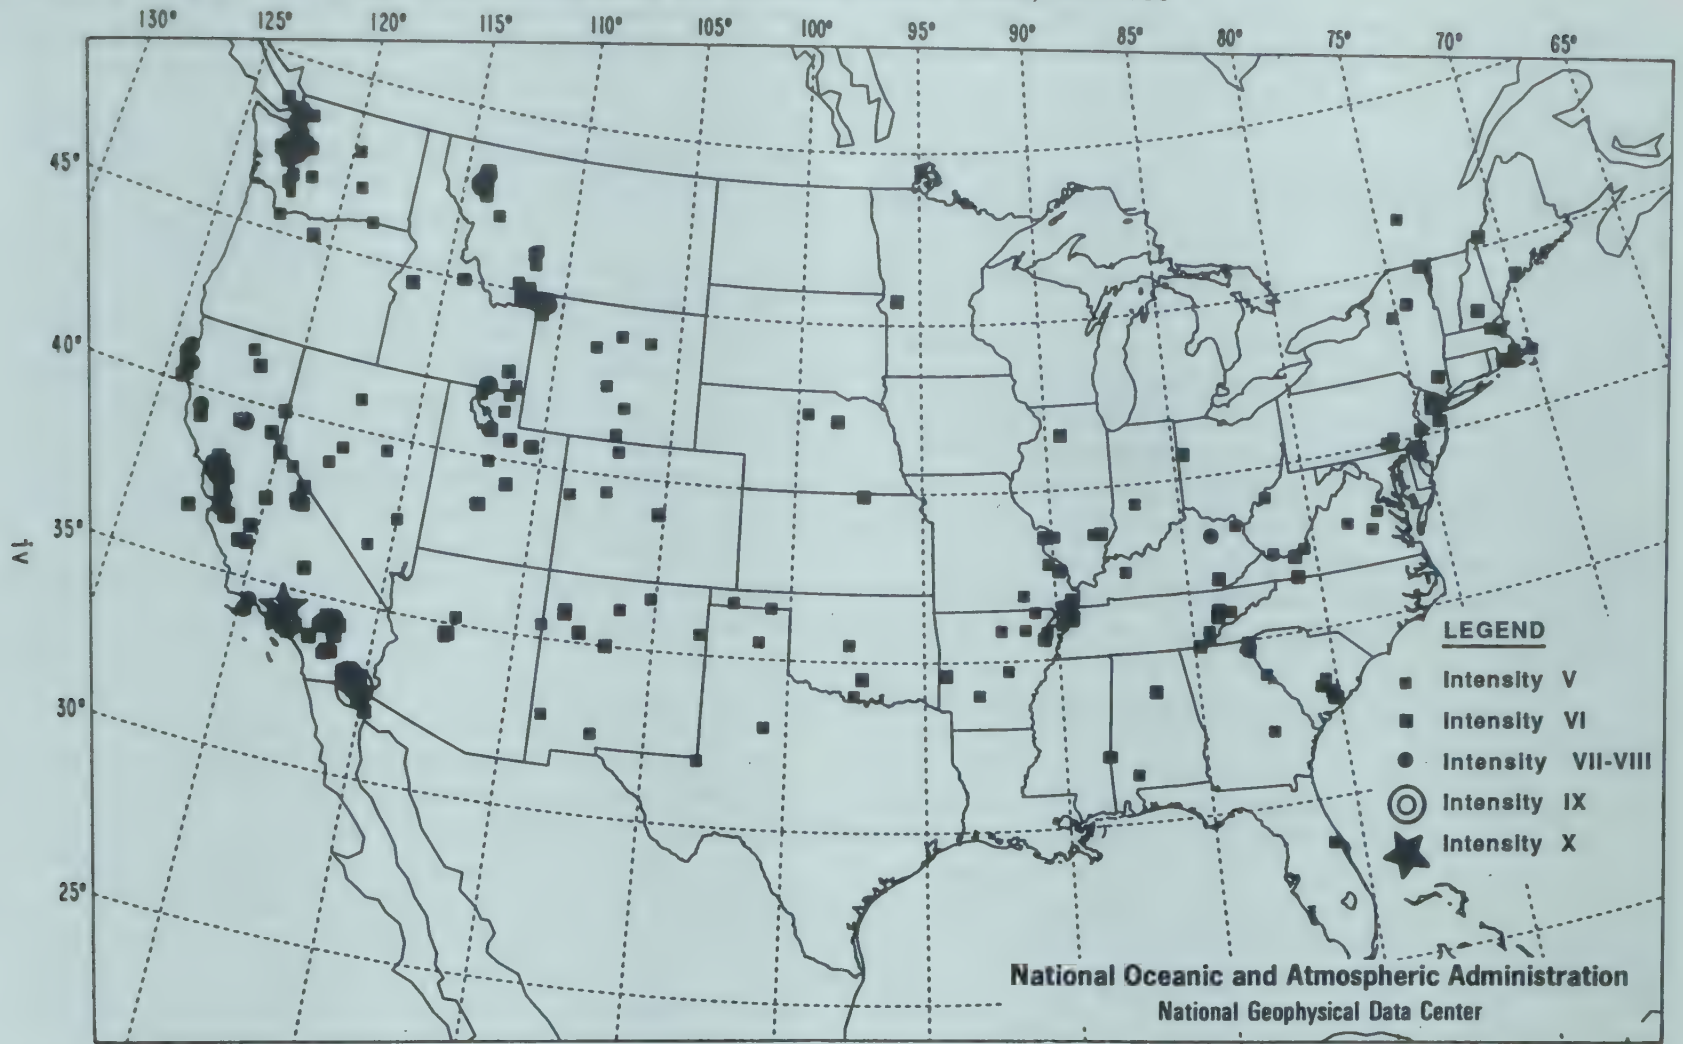 130° 125° 120° 115° 110° 105° 100° 95° 90° 85° 80° 75° 70° 65°
45°
40°
35°
30°
25°
iv
LEGEND
Intensity V
Intensity VI
Intensity VII-VIII
Intensity IX
Intensity X
National Oceanic and Atmospheric Administration
National Geophysical Data Center